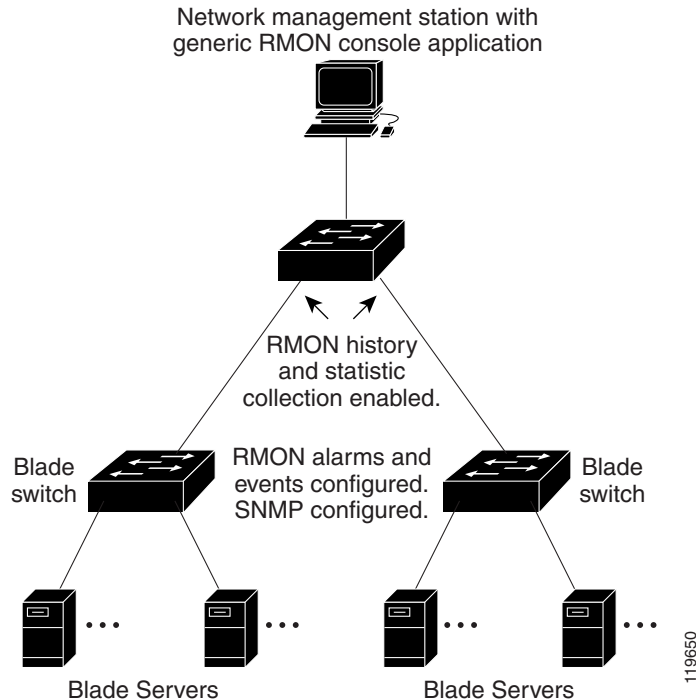 Network management station with
generic RMON console application
RMON history
and statistic
collection enabled.
Blade
switch
RMON alarms and
events configured.
SNMP configured.
Blade
switch
Blade Servers
Blade Servers
119650